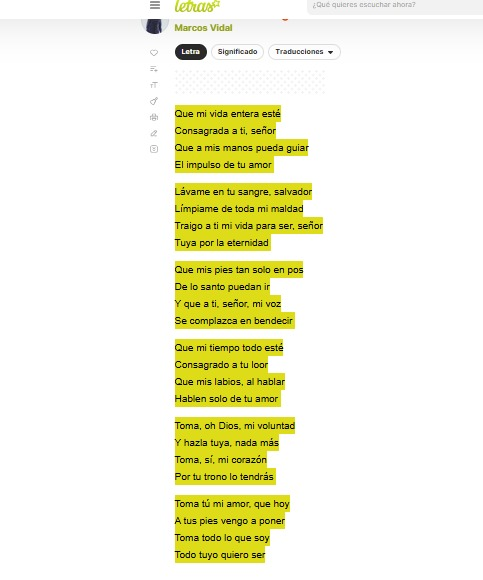 letras
¿Qué quieres escuchar ahora?
Marcos Vidal
Letra
Significado
Traducciones
Que mi vida entera esté
Consagrada a ti, señor
Que a mis manos pueda guiar
El impulso de tu amor
Lávame en tu sangre, salvador
Límpiame de toda mi maldad
Traigo a ti mi vida para ser, señor
Tuya por la eternidad
Que mis pies tan solo en pos
De lo santo puedan ir
Y que a ti, señor, mi voz
Se complazca en bendecir
Que mi tiempo todo esté
Consagrado a tu loor
Que mis labios, al hablar
Hablen solo de tu amor
Toma, oh Dios, mi voluntad
Y hazla tuya, nada más
Toma, sí, mi corazón
Por tu trono lo tendrás
Toma tú mi amor, que hoy
A tus pies vengo a poner
Toma todo lo que soy
Todo tuyo quiero ser